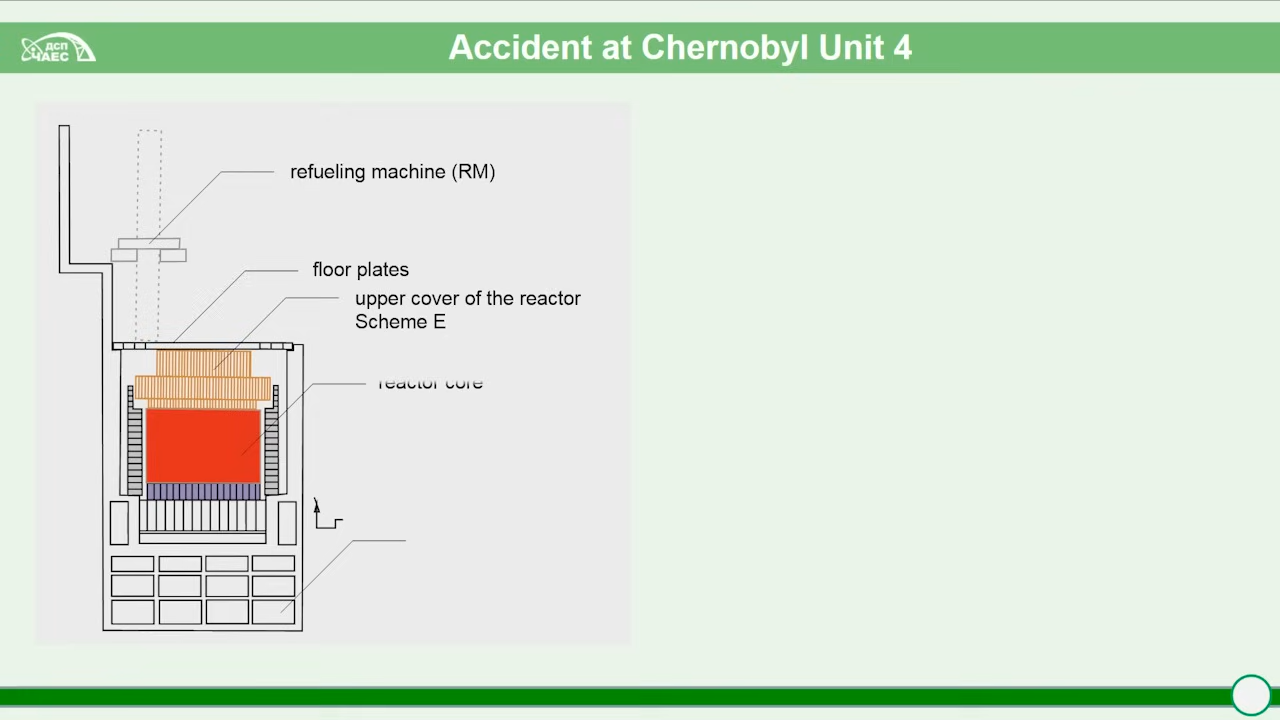 ДСП
ЧАЕС
Accident at Chernobyl Unit 4
refueling machine (RM)
floor plates
upper cover of the reactor
Scheme E
reactor core